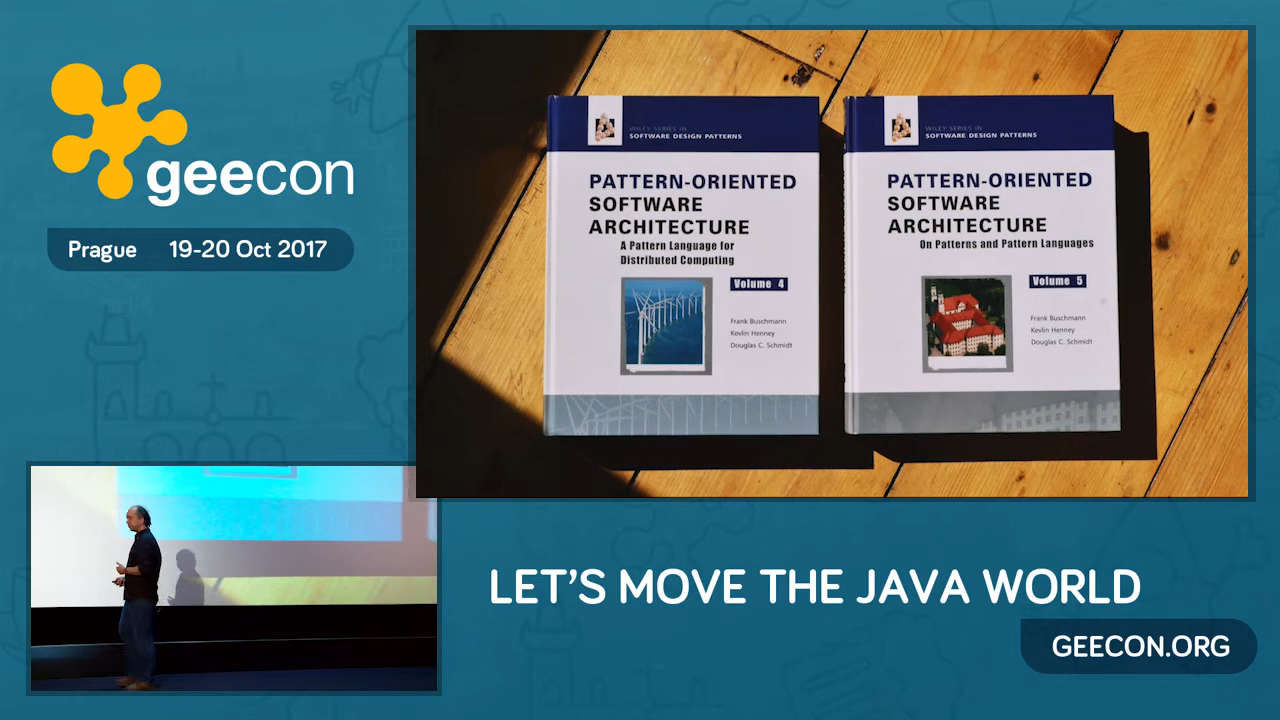 geecon
Prague 19-20 Oct 2017
WILEY SERIES IN
SOFTWARE DESIGN PATTERNS
PATTERN-ORIENTED
SOFTWARE
ARCHITECTURE
A Pattern Language for
Distributed Computing
Volume 4
Frank Buschmann
Kevlin Henney
Douglas C. Schmidt
WILEY SERIES IN
SOFTWARE DESIGN PATTERNS
PATTERN-ORIENTED
SOFTWARE
ARCHITECTURE
On Patterns and Pattern Languages
Volume 5
Frank Buschmann
Kevlin Henney
Douglas C. Schmidt
LET'S MOVE THE JAVA WORLD
GEECON.ORG